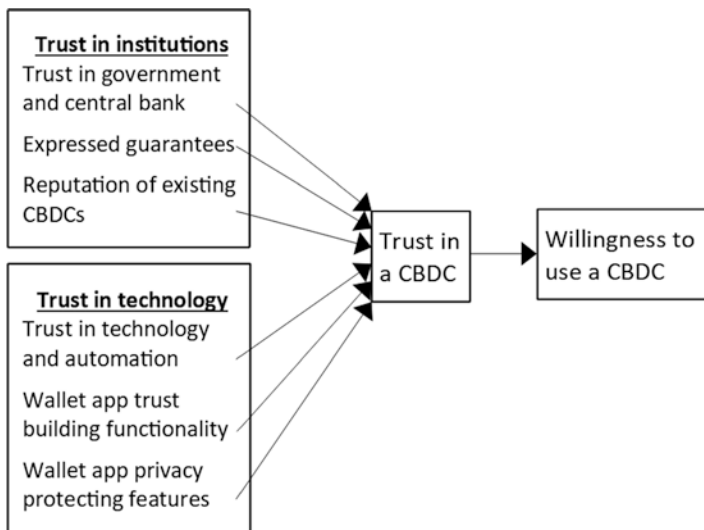 Trust in institutions
Trust in government
and central bank
Expressed guarantees
Reputation of existing
CBDCs
Trust in technology
Trust in technology
and automation
Wallet app trust
building functionality
Wallet app privacy
protecting features
Trust in
a CBDC
Willingness to
use a CBDC